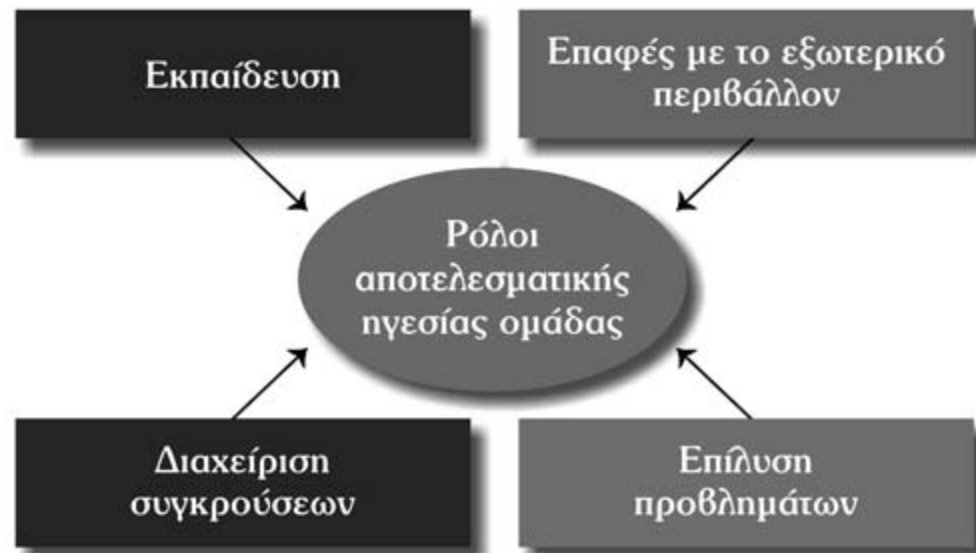 Εκπαίδευση
Επαφές με το εξωτερικό
περιβάλλον
Ρόλοι
αποτελεσματικής
ηγεσίας ομάδας
Διαχείριση
συγκρούσεων
Επίλυση
προβλημάτων